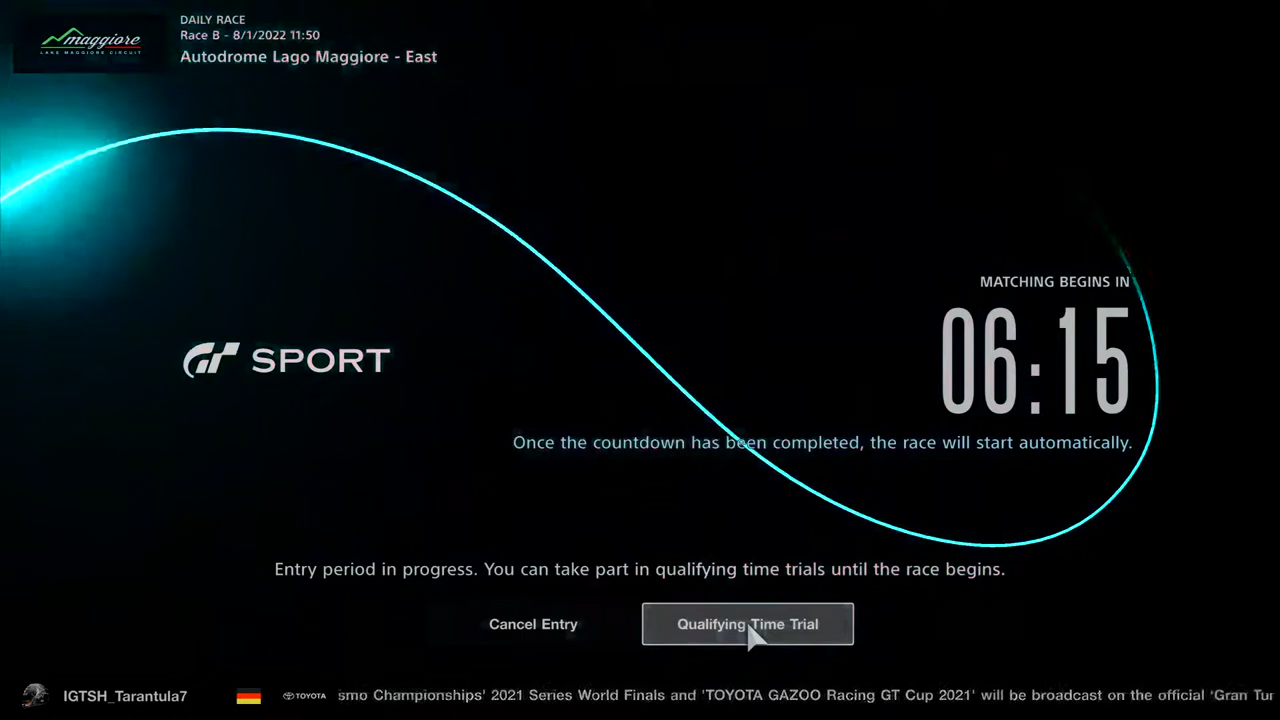 maggiore
LAKE MAGGIORE CIRCUIT
DAILY RACE
Race B - 8/1/2022 11:50
Autodrome Lago Maggiore - East
MATCHING BEGINS IN
06:15
GT SPORT
Once the countdown has been completed, the race will start automatically.
Entry period in progress. You can take part in qualifying time trials until the race begins.
Cancel Entry
Qualifying Time Trial
IGTSH_Tarantula7
TOYOTA
smo Championships' 2021 Series World Finals and 'TOYOTA GAZOO Racing GT Cup 2021' will be broadcast on the official 'Gran Tur